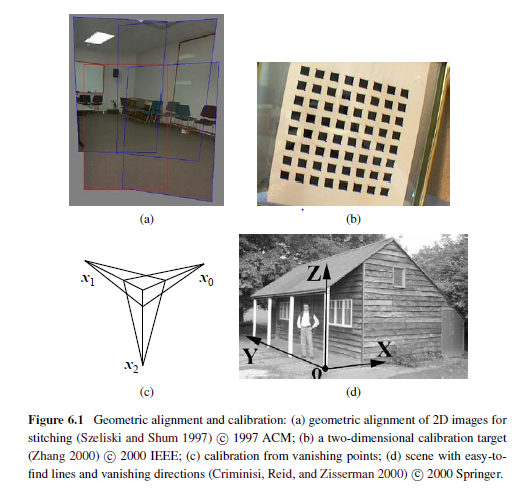 (a)
(b)
x1
x0
x2
(c)
Z
Y
X
0
(d)
Figure 6.1 Geometric alignment and calibration: (a) geometric alignment of 2D images for
stitching (Szeliski and Shum 1997) © 1997 ACM; (b) a two-dimensional calibration target
(Zhang 2000) © 2000 IEEE; (c) calibration from vanishing points; (d) scene with easy-to-
find lines and vanishing directions (Criminisi, Reid, and Zisserman 2000) © 2000 Springer.